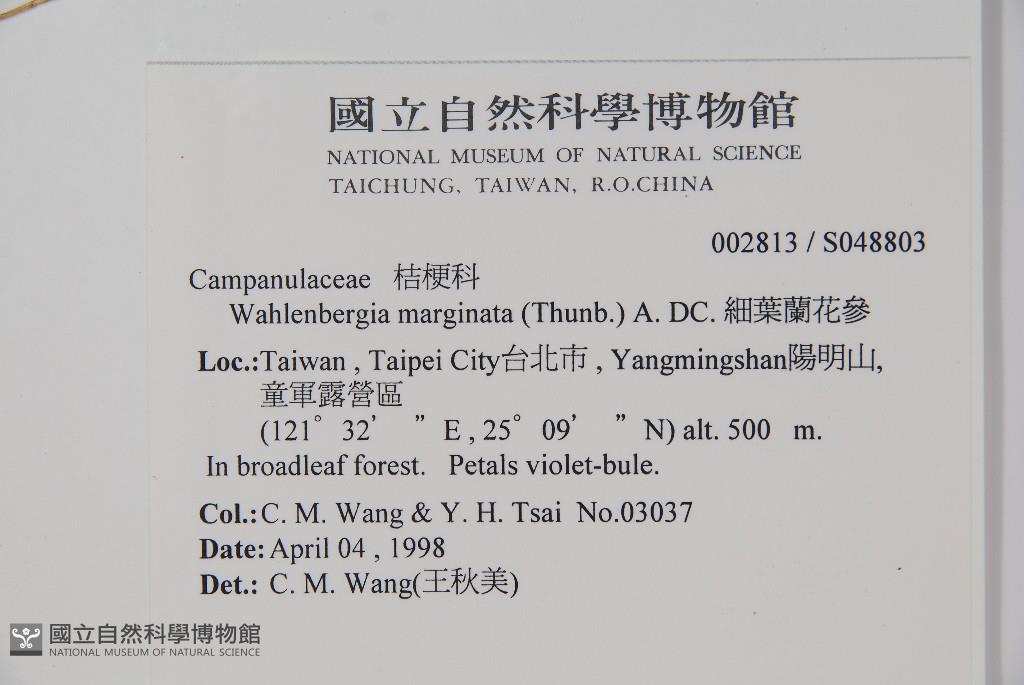 國立自然科學博物館
NATIONAL MUSEUM OF NATURAL SCIENCE
TAICHUNG, TAIWAN, R.O.CHINA
002813 / S048803
Campanulaceae 桔梗科
Wahlenbergia marginata (Thunb.) A. DC. 細葉蘭花參
Loc.:Taiwan , Taipei City台北市 , Yangmingshan陽明山,
童軍露營區
(121° 32’ ” E , 25° 09’ ” N) alt. 500 m.
In broadleaf forest. Petals violet-bule.
Col.:C. M. Wang & Y. H. Tsai No.03037
Date:April 04 , 1998
Det.: C. M. Wang(王秋美)
國立自然科學博物館
NATIONAL MUSEUM OF NATURAL SCIENCE